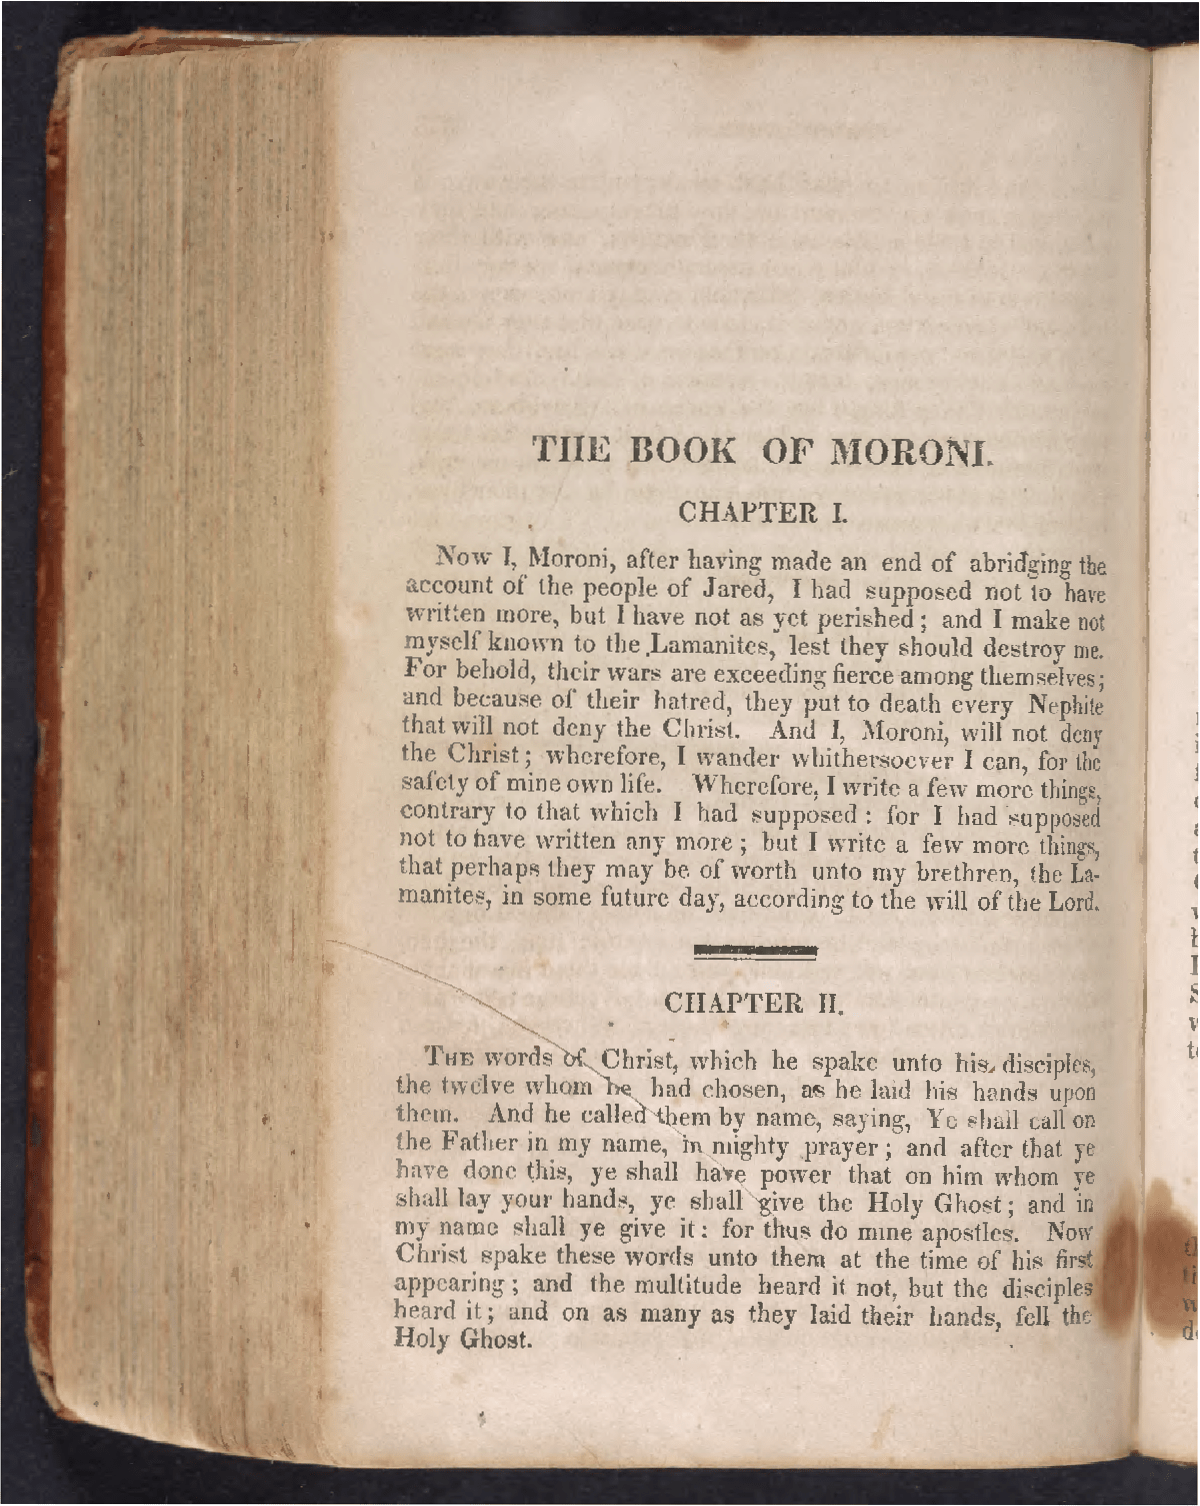 THE BOOK OF MORONI.
CHAPTER I.
Now I, Moroni, after having made an end of abridging the
account of the people of Jared, I had supposed not to have
written more, but I have not as yet perished; and I make not
myself known to the Lamanites, lest they should destroy me.
For behold, their wars are exceeding fierce among themselves;
and because of their hatred, they put to death every Nephite
that will not deny the Christ. And I, Moroni, will not deny
the Christ; wherefore, I wander whithersoever I can, for the
safety of mine own life. Wherefore, I write a few more things,
contrary to that which I had supposed: for I had supposed
not to have written any more; but I write a few more things,
that perhaps they may be of worth unto my brethren, the La-
manites, in some future day, according to the will of the Lord.
CHAPTER II.
THE words of Christ, which he spake unto his disciples,
the twelve whom he had chosen, as he laid his hands upon
them. And he called them by name, saying, Ye shall call on
the Father in my name, in mighty prayer; and after that ye
have done this, ye shall have power that on him whom ye
shall lay your hands, ye shall give the Holy Ghost; and in
my name shall ye give it: for thus do mine apostles. Now
Christ spake these words unto them at the time of his first
appearing; and the multitude heard it not, but the disciples
heard it; and on as many as they laid their hands, fell the
Holy Ghost.